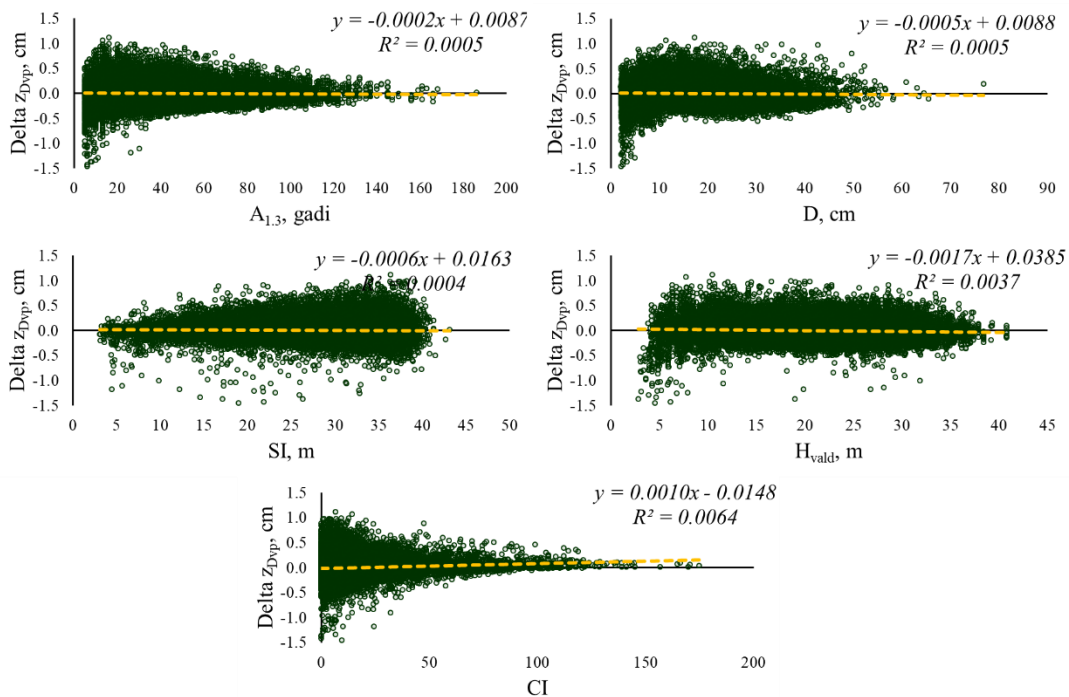 y = -0.0002x + 0.0087
R² = 0.0005
Delta z_Dvp, cm
1.5
1.0
0.5
0.0
-0.5
-1.0
-1.5
0 20 40 60 80 100 120 140 160 180 200
A_1.3, gadi
y = -0.0005x + 0.0088
R² = 0.0005
Delta z_Dvp, cm
1.5
1.0
0.5
0.0
-0.5
-1.0
-1.5
0 10 20 30 40 50 60 70 80 90
D, cm
y = -0.0006x + 0.0163
R² = 0.0004
Delta z_Dvp, cm
1.5
1.0
0.5
0.0
-0.5
-1.0
-1.5
0 5 10 15 20 25 30 35 40 45 50
SI, m
y = -0.0017x + 0.0385
R² = 0.0037
Delta z_Dvp, cm
1.5
1.0
0.5
0.0
-0.5
-1.0
-1.5
0 5 10 15 20 25 30 35 40 45
H_vald, m
y = 0.0010x - 0.0148
R² = 0.0064
Delta z_Dvp, cm
1.5
1.0
0.5
0.0
-0.5
-1.0
-1.5
0 50 100 150 200
CI